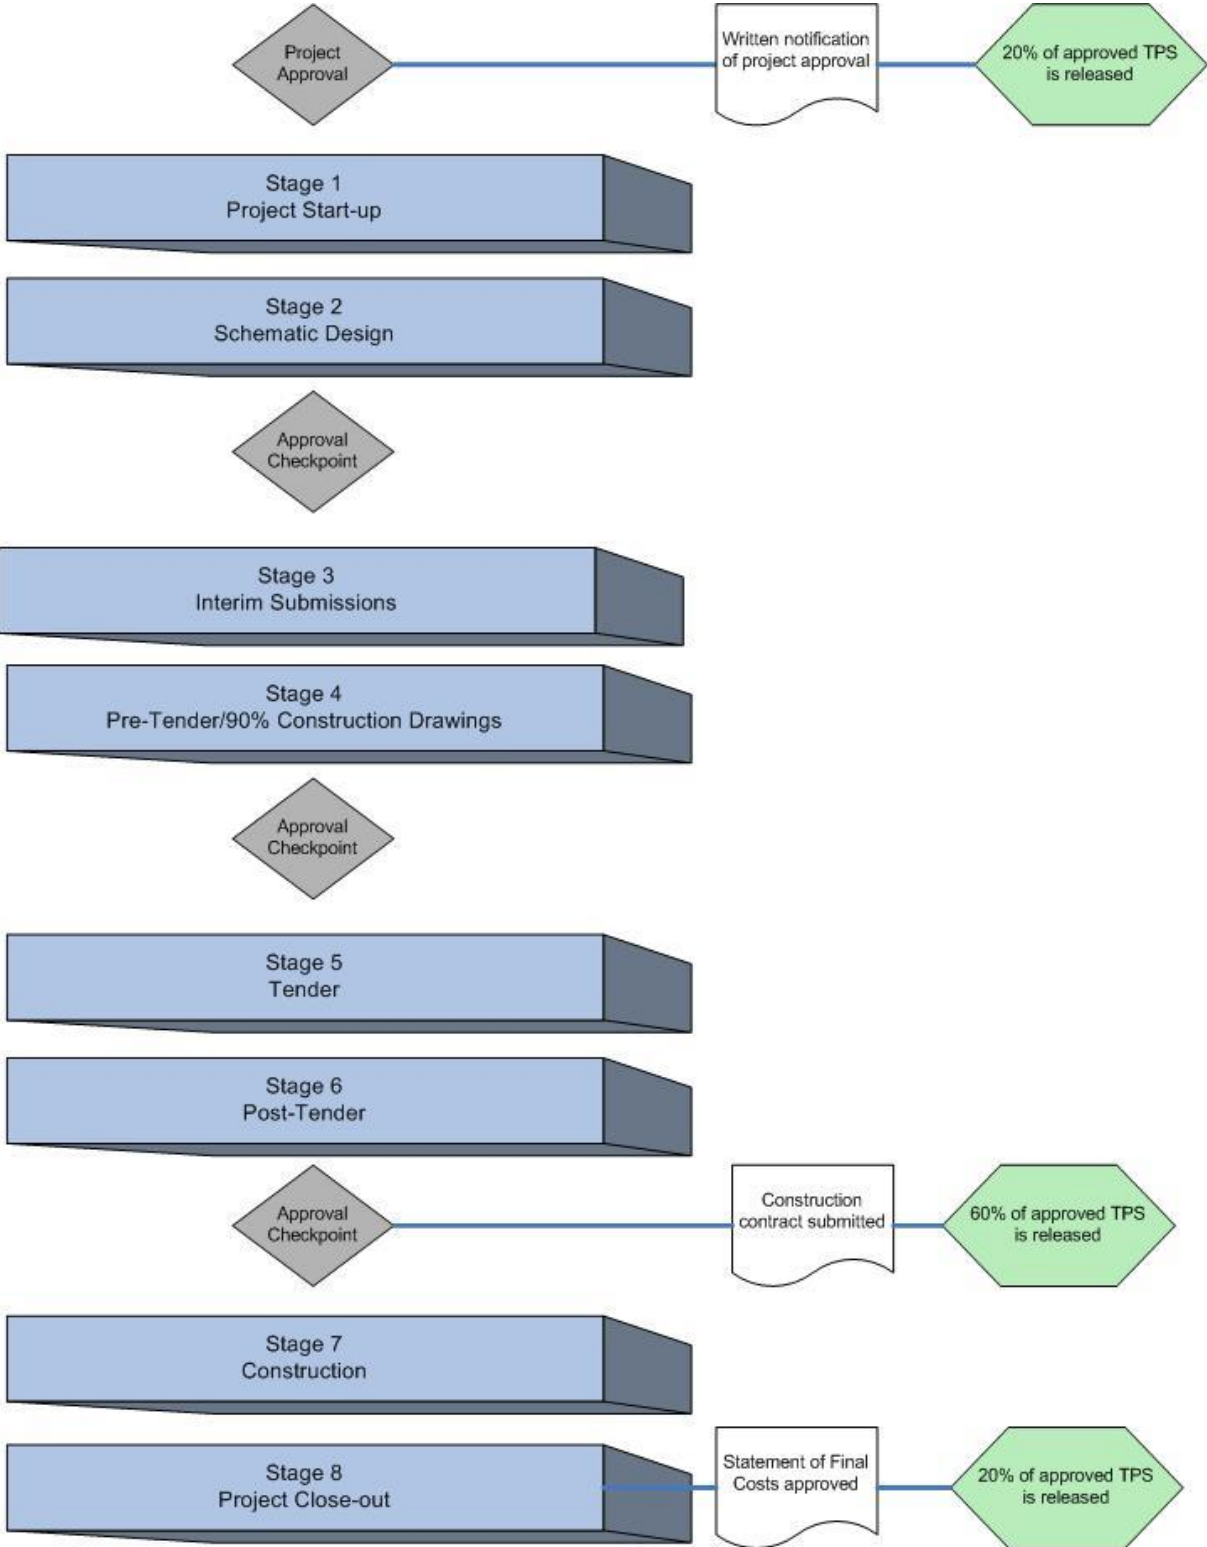 Project
Approval
Written notification
of project approval
20% of approved TPS
is released
Stage 1
Project Start-up
Stage 2
Schematic Design
Approval
Checkpoint
Stage 3
Interim Submissions
Stage 4
Pre-Tender/90% Construction Drawings
Approval
Checkpoint
Stage 5
Tender
Stage 6
Post-Tender
Approval
Checkpoint
Construction
contract submitted
60% of approved TPS
is released
Stage 7
Construction
Stage 8
Project Close-out
Statement of Final
Costs approved
20% of approved TPS
is released